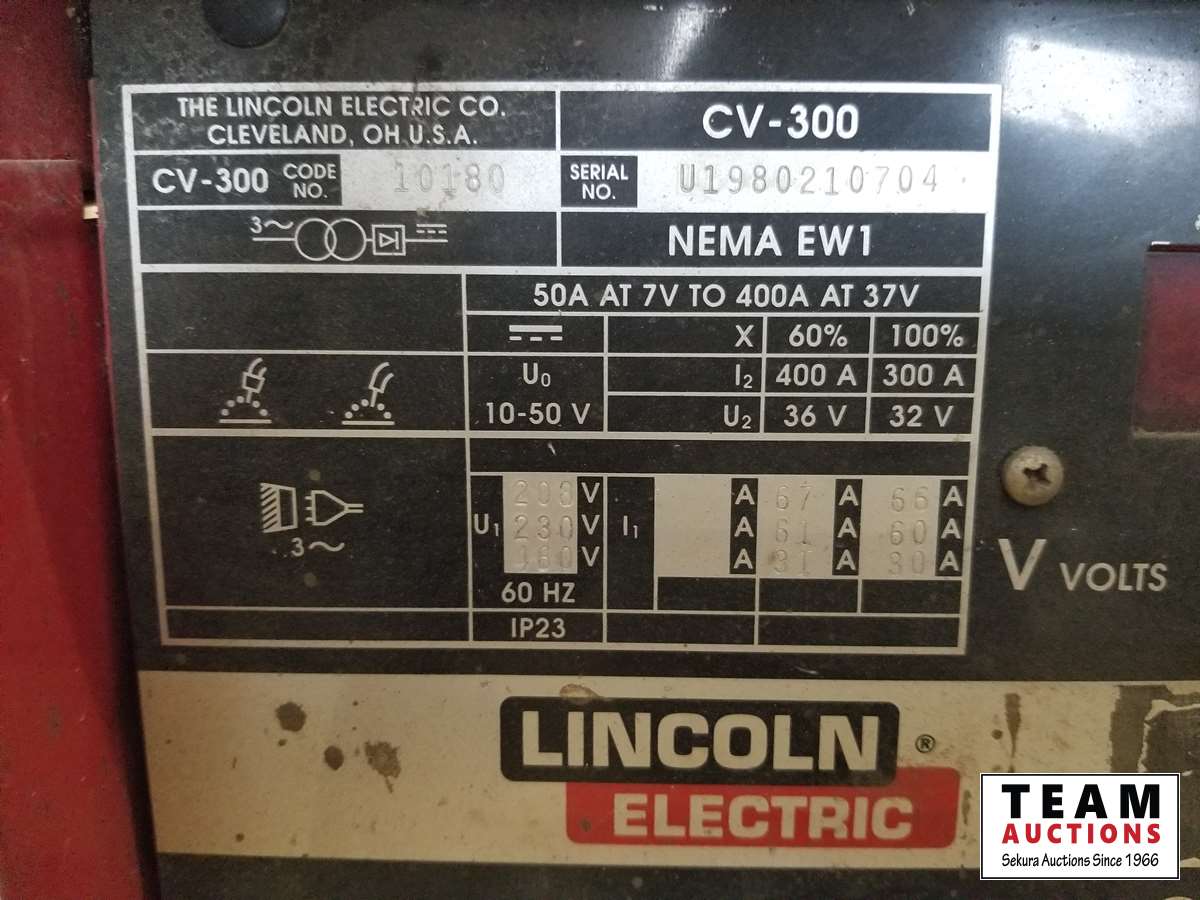 THE LINCOLN ELECTRIC CO.
CLEVELAND, OH.U.S.A.
CV-300
CV-300 CODE NO. 10180
SERIAL NO. U1980210704
3~
NEMA EW1
50A AT 7V TO 400A AT 37V
X 60% 100%
U0 I2 400 A 300 A
10-50 V U2 36 V 32 V
208 V A 67 A 66 A
U1 230 V I1 A 61 A 60 A
V A 31 A 30 A
3~
60 HZ
IP23
V VOLTS
LINCOLN ®
ELECTRIC
TEAM
AUCTIONS
Sekura Auctions Since 1966